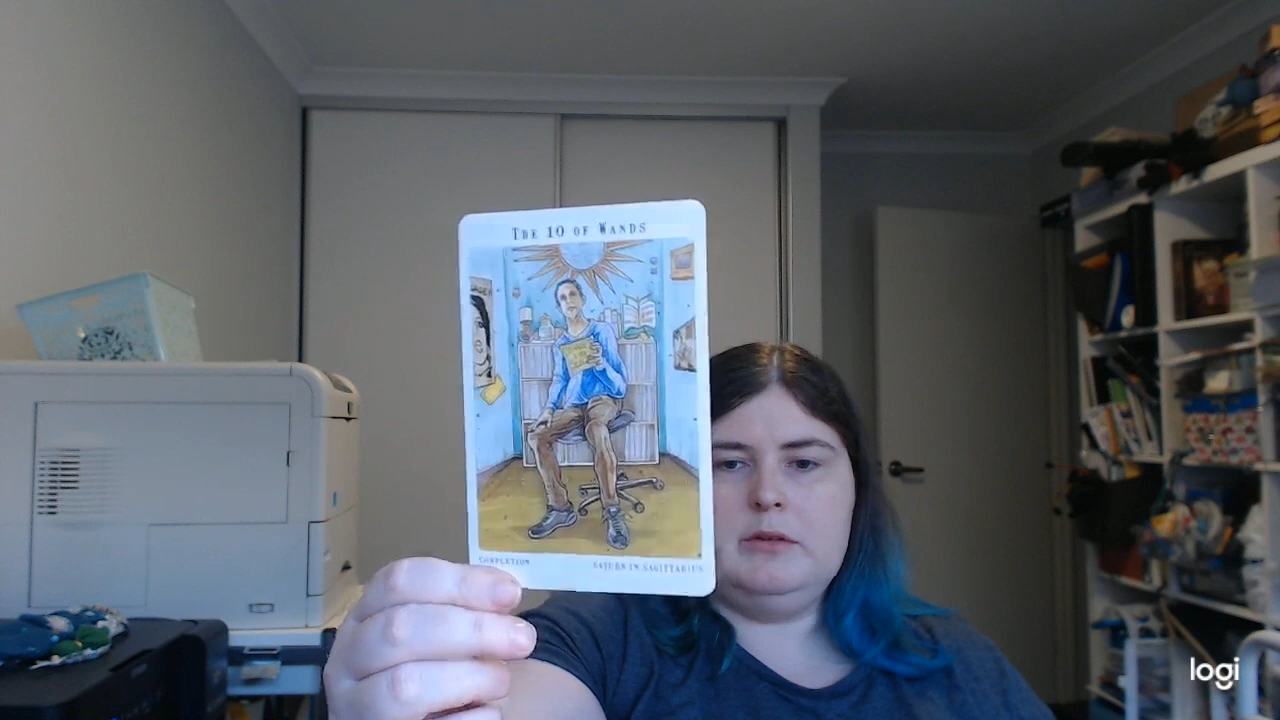 The 10 of Wands
Completion
Saturn in Sagittarius
logi